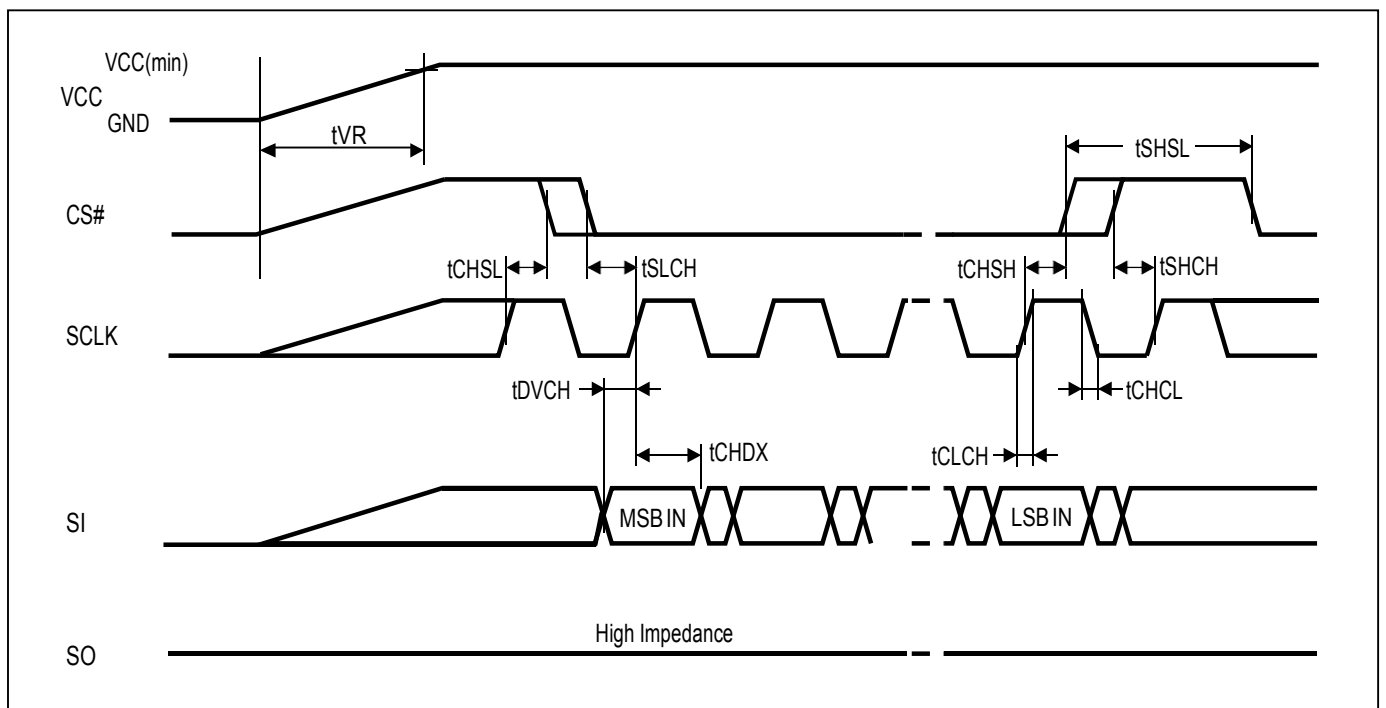 VCC(min)
VCC
GND
tVR
tSHSL
CS#
tCHSL
tSLCH
tCHSH
tSHCH
SCLK
tDVCH
tCHCL
tCHDX
tCLCH
SI
MSB IN
LSB IN
High Impedance
SO